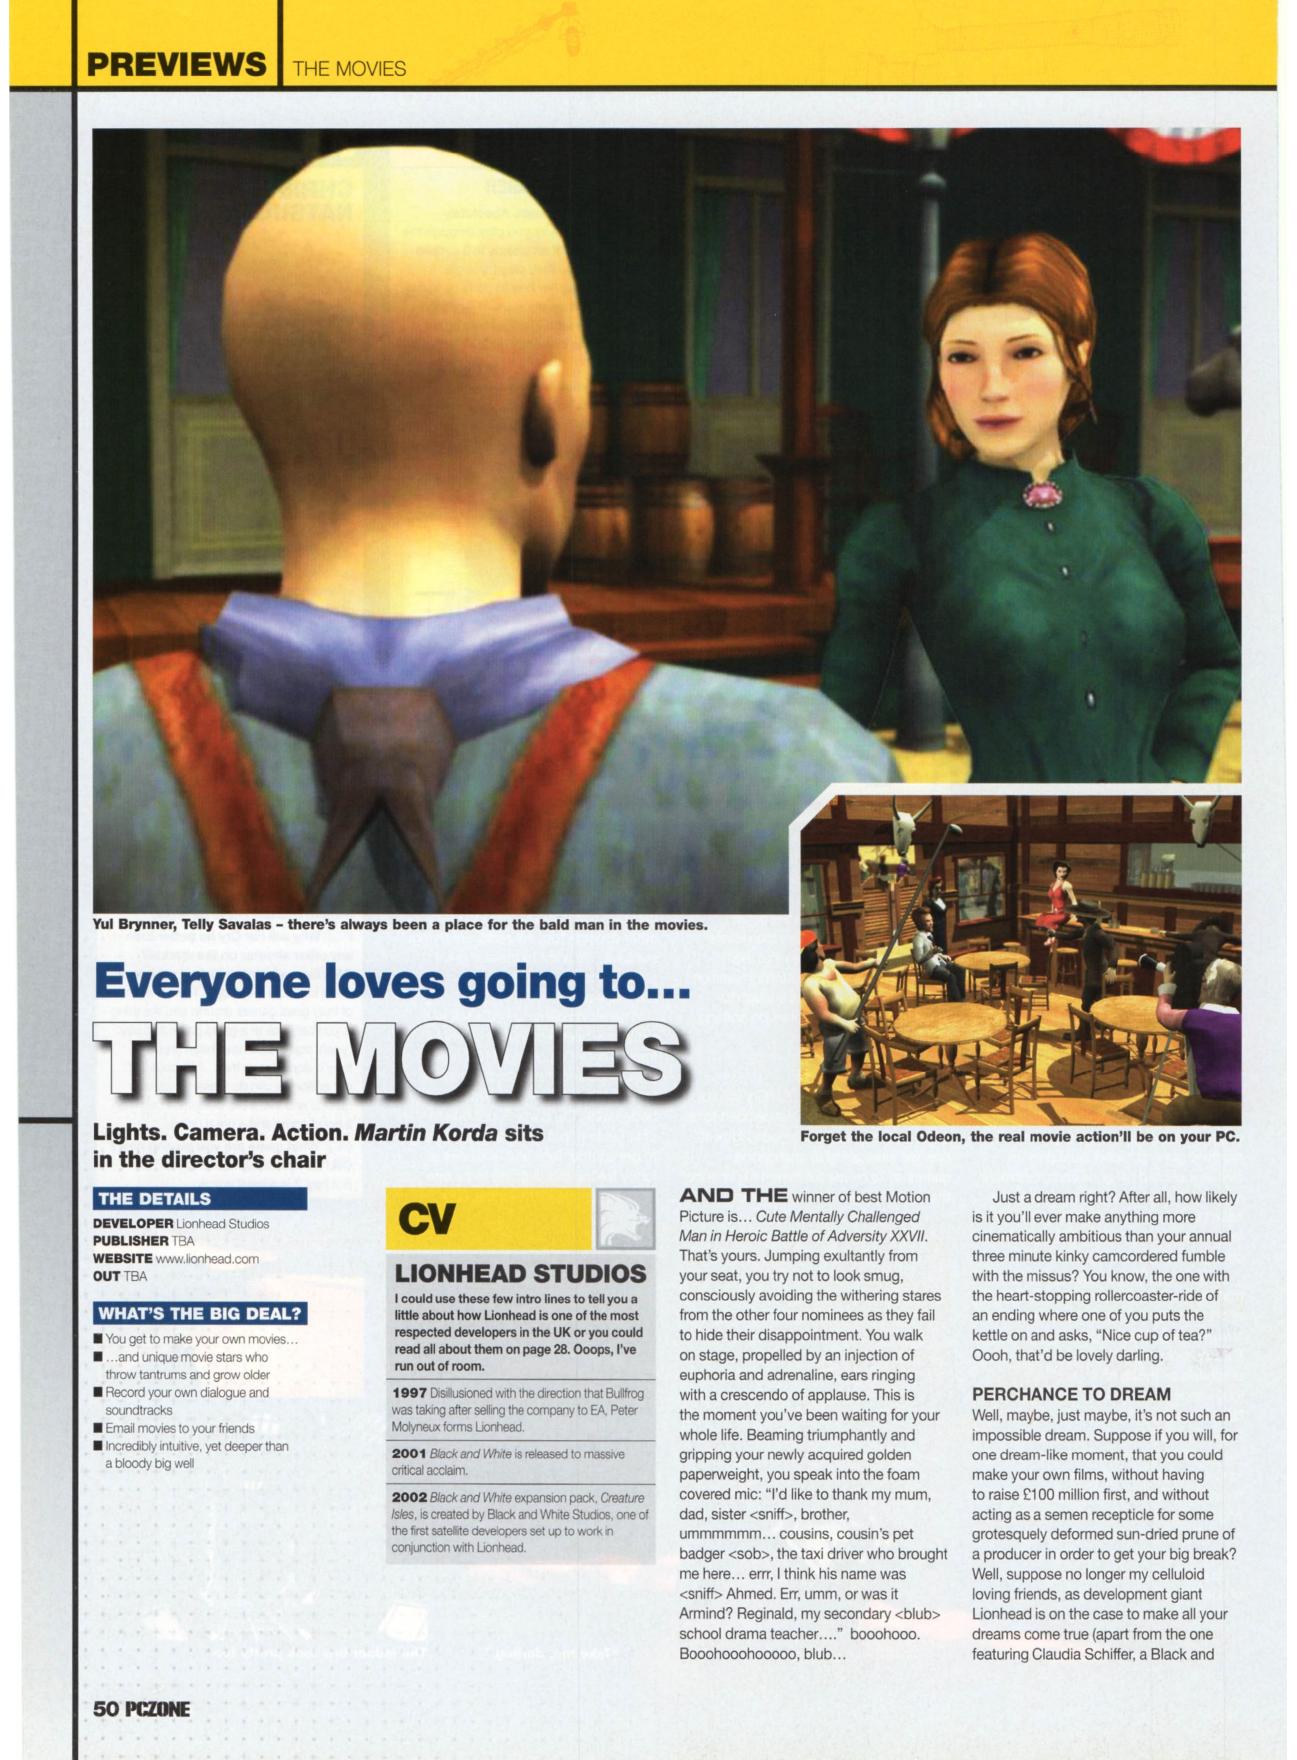 PREVIEWS THE MOVIES
Yul Brynner, Telly Savalas – there's always been a place for the bald man in the movies.
Everyone loves going to...
THE MOVIES
Forget the local Odeon, the real movie action'll be on your PC.
Lights. Camera. Action. Martin Korda sits
in the director's chair
THE DETAILS
DEVELOPER Lionhead Studios
PUBLISHER TBA
WEBSITE www.lionhead.com
OUT TBA
WHAT'S THE BIG DEAL?
■ You get to make your own movies...
■ ...and unique movie stars who
throw tantrums and grow older
■ Record your own dialogue and
soundtracks
■ Email movies to your friends
■ Incredibly intuitive, yet deeper than
a bloody big well
CV
LIONHEAD STUDIOS
I could use these few intro lines to tell you a
little about how Lionhead is one of the most
respected developers in the UK or you could
read all about them on page 28. Ooops, I've
run out of room.
1997 Disillusioned with the direction that Bullfrog
was taking after selling the company to EA, Peter
Molyneux forms Lionhead.
2001 Black and White is released to massive
critical acclaim.
2002 Black and White expansion pack, Creature
Isles, is created by Black and White Studios, one of
the first satellite developers set up to work in
conjunction with Lionhead.
AND THE winner of best Motion
Picture is... Cute Mentally Challenged
Man in Heroic Battle of Adversity XXVII.
That's yours. Jumping exultantly from
your seat, you try not to look smug,
consciously avoiding the withering stares
from the other four nominees as they fail
to hide their disappointment. You walk
on stage, propelled by an injection of
euphoria and adrenaline, ears ringing
with a crescendo of applause. This is
the moment you've been waiting for your
whole life. Beaming triumphantly and
gripping your newly acquired golden
paperweight, you speak into the foam
covered mic: "I'd like to thank my mum,
dad, sister <sniff>, brother,
ummmmmm... cousins, cousin's pet
badger <sob>, the taxi driver who brought
me here... errr, I think his name was
<sniff> Ahmed. Err, umm, or was it
Armind? Reginald, my secondary <blub>
school drama teacher...." booohooo.
Booohooohooooo, blub...
Just a dream right? After all, how likely
is it you'll ever make anything more
cinematically ambitious than your annual
three minute kinky camcordered fumble
with the missus? You know, the one with
the heart-stopping rollercoaster-ride of
an ending where one of you puts the
kettle on and asks, "Nice cup of tea?"
Oooh, that'd be lovely darling.
PERCHANCE TO DREAM
Well, maybe, just maybe, it's not such an
impossible dream. Suppose if you will, for
one dream-like moment, that you could
make your own films, without having
to raise £100 million first, and without
acting as a semen recepticle for some
grotesquely deformed sun-dried prune of
a producer in order to get your big break?
Well, suppose no longer my celluloid
loving friends, as development giant
Lionhead is on the case to make all your
dreams come true (apart from the one
featuring Claudia Schiffer, a Black and
50 PCZONE